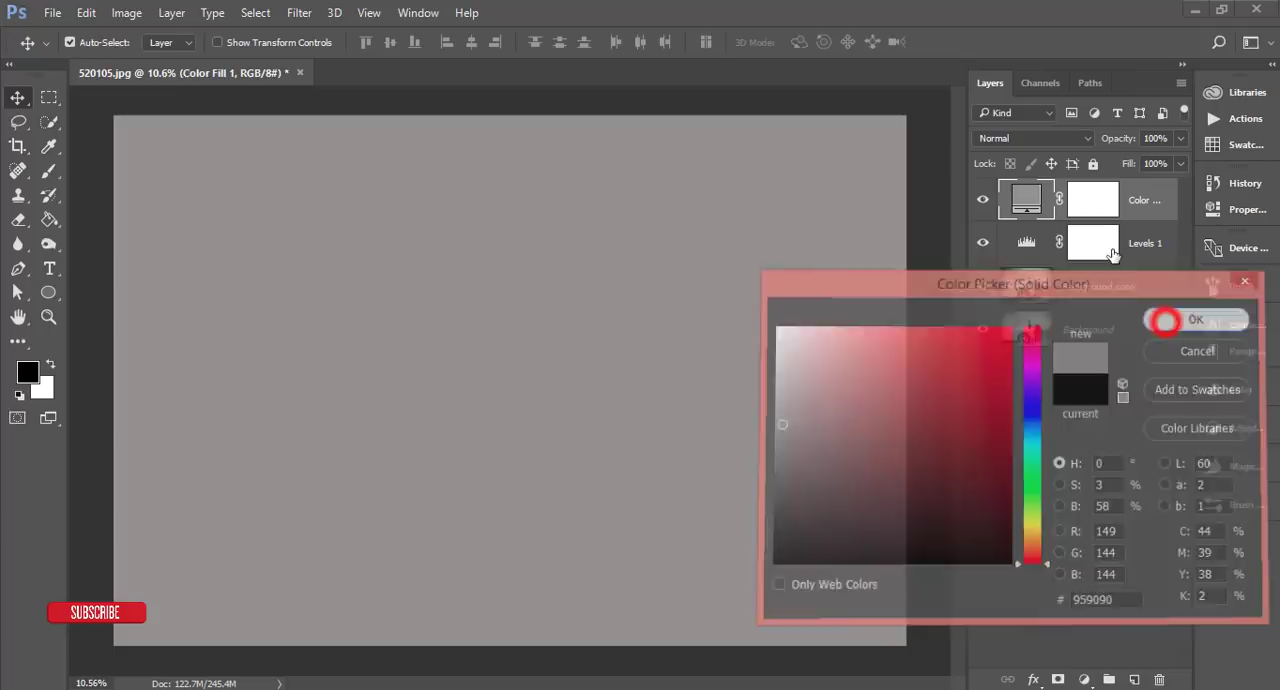 Ps File Edit Image Layer Type Select Filter 3D View Window Help
Auto-Select: Layer Show Transform Controls 3D Mode:
520105.jpg @ 10.6% (Color Fill 1, RGB/8#) * ×
Layers Channels Paths
Kind
Normal Opacity: 100%
Lock: Fill: 100%
Color ...
Levels 1
Libraries
Actions
Swatc...
History
Proper...
Device ...
Color Picker (Solid Color)
OK
new
Cancel
Add to Swatches
current
Color Libraries
H: 0 ° L: 60
S: 3 % a: 2
B: 58 % b: 1
R: 149 C: 44 %
G: 144 M: 39 %
B: 144 Y: 38 %
# 959090 K: 2 %
Only Web Colors
SUBSCRIBE
10.56% Doc: 122.7M/245.4M